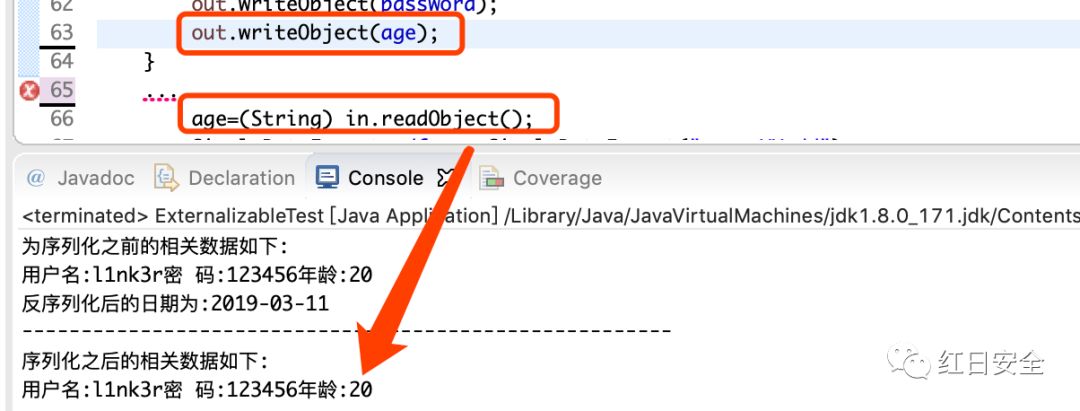 62 out.writeObject(password);
63 out.writeObject(age);
64 }
65 ...
66 age=(String) in.readObject();
@ Javadoc Declaration Console Coverage
<terminated> ExternalizableTest [Java Application] /Library/Java/JavaVirtualMachines/jdk1.8.0_171.jdk/Contents
为序列化之前的相关数据如下:
用户名:l1nk3r密 码:123456年龄:20
反序列化后的日期为:2019-03-11
--------------------------------------------------------
序列化之后的相关数据如下:
用户名:l1nk3r密 码:123456年龄:20
红日安全